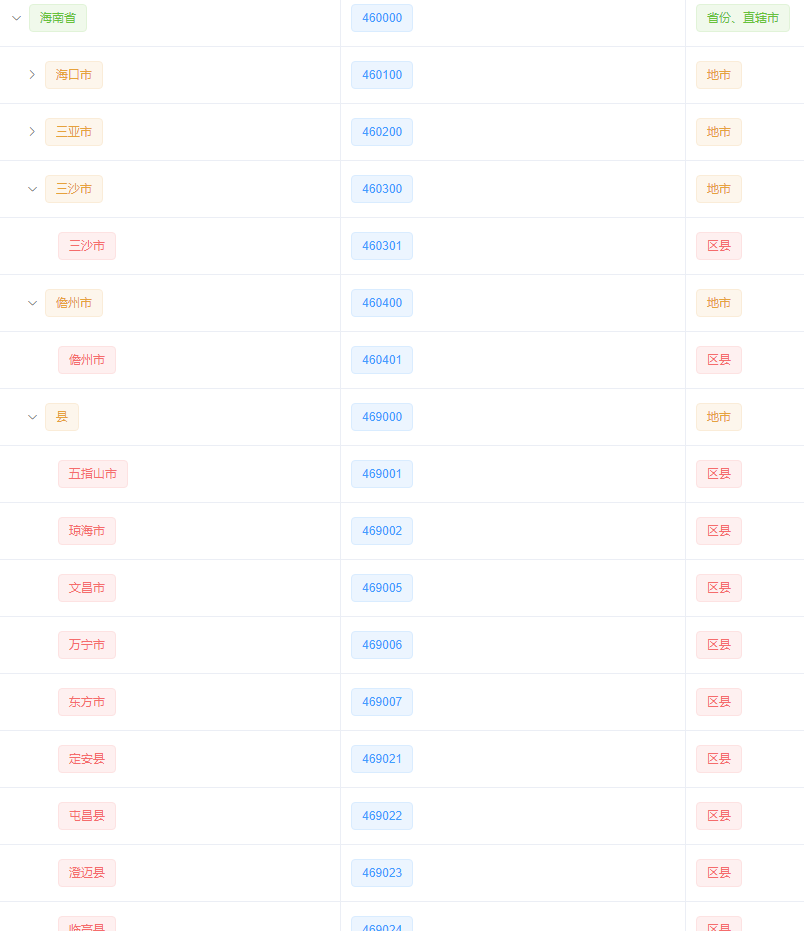 海南省 460000 省份、直辖市
海口市 460100 地市
三亚市 460200 地市
三沙市 460300 地市
三沙市 460301 区县
儋州市 460400 地市
儋州市 460401 区县
县 469000 地市
五指山市 469001 区县
琼海市 469002 区县
文昌市 469005 区县
万宁市 469006 区县
东方市 469007 区县
定安县 469021 区县
屯昌县 469022 区县
澄迈县 469023 区县
临高县 469024 区县